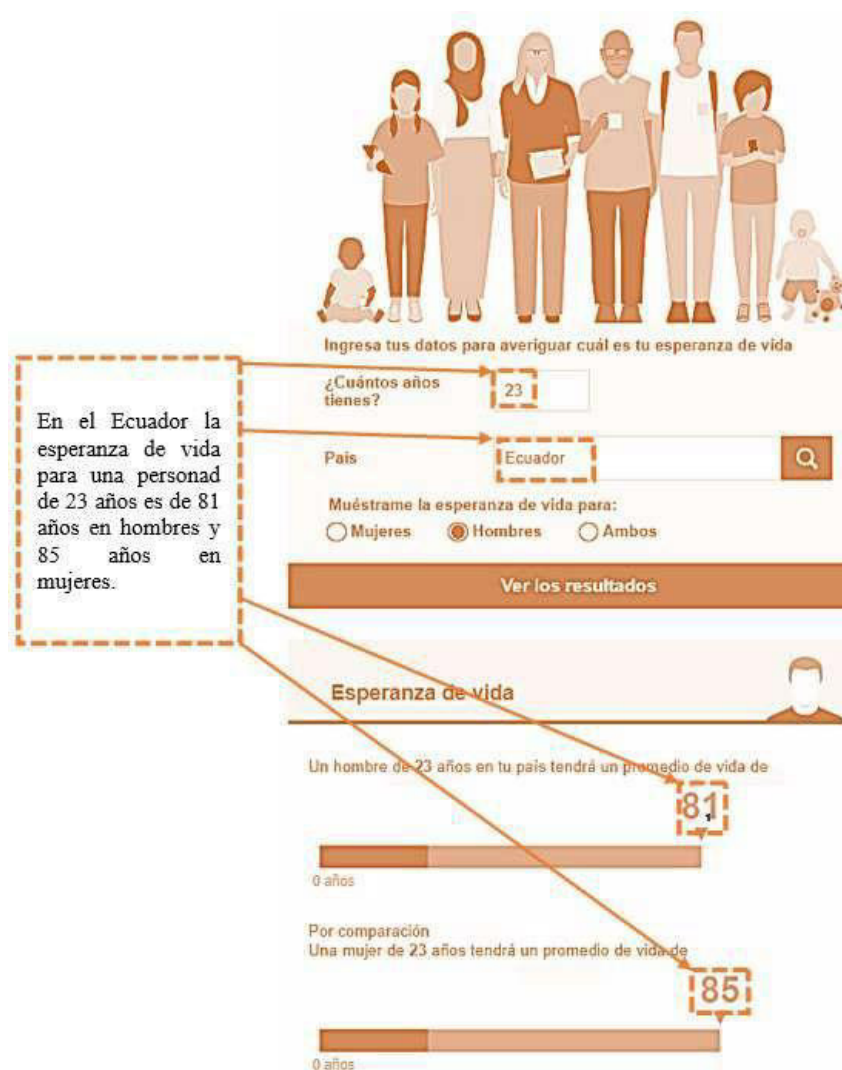 Ingresa tus datos para averiguar cuál es tu esperanza de vida
¿Cuántos años
tienes?
23
En el Ecuador la
esperanza de vida
para una personad
de 23 años es de 81
años en hombres y
85 años en
mujeres.
País
Ecuador
Muéstrame la esperanza de vida para:
Mujeres Hombres Ambos
Ver los resultados
Esperanza de vida
Un hombre de 23 años en tu país tendrá un promedio de vida de
81
0 años
Por comparación
Una mujer de 23 años tendrá un promedio de vida de
85
0 años